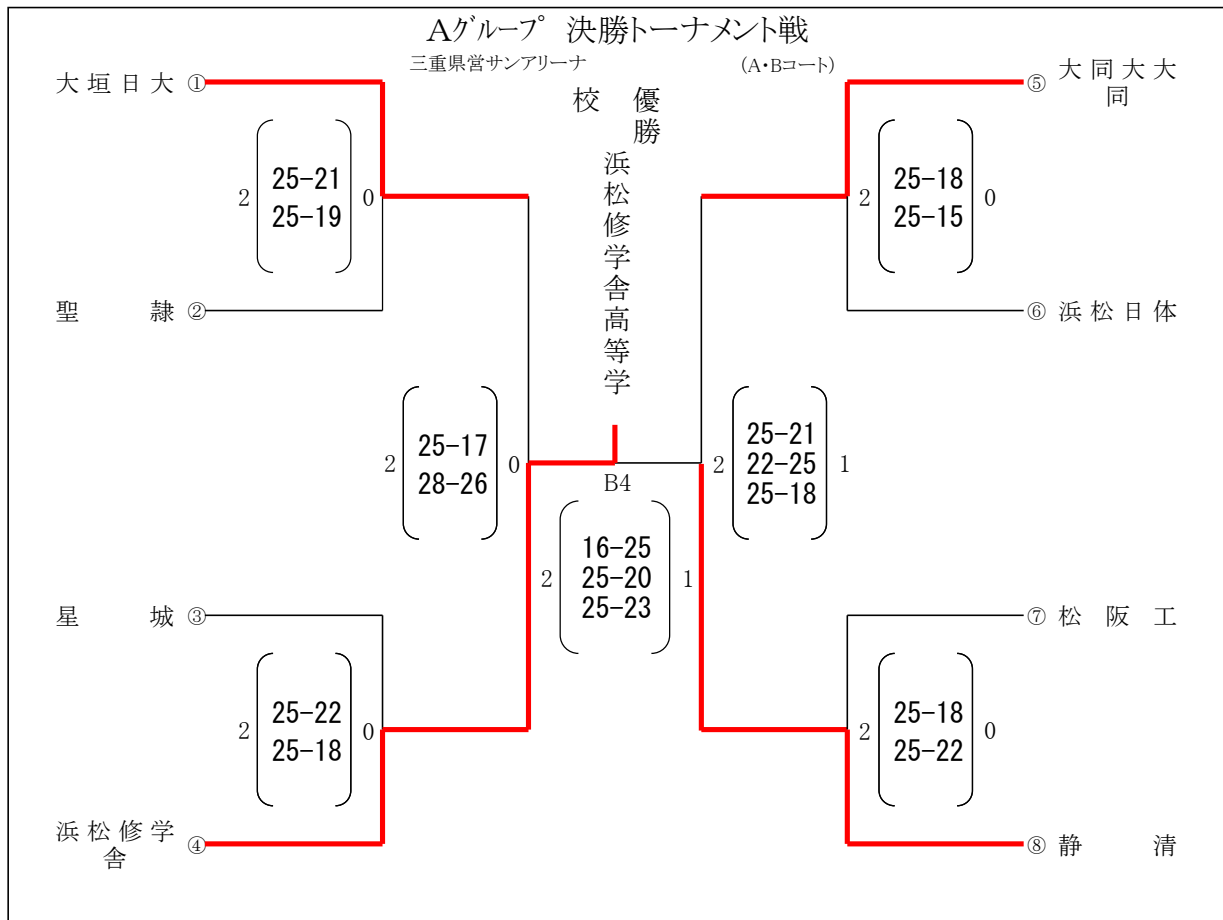 Aグループ 決勝トーナメント戦
三重県営サンアリーナ (A・Bコート)
優勝校
浜松修学舎高等学
大垣日大 ①
2 25-21 0
25-19
聖隷 ②
2 25-17 0
28-26
星城 ③
2 25-22 0
25-18
浜松修学舎 ④
B4
16-25
2 25-20 1
25-23
⑤ 大同大大同
2 25-18 0
25-15
⑥ 浜松日体
25-21
2 22-25 1
25-18
⑦ 松阪工
2 25-18 0
25-22
⑧ 静清